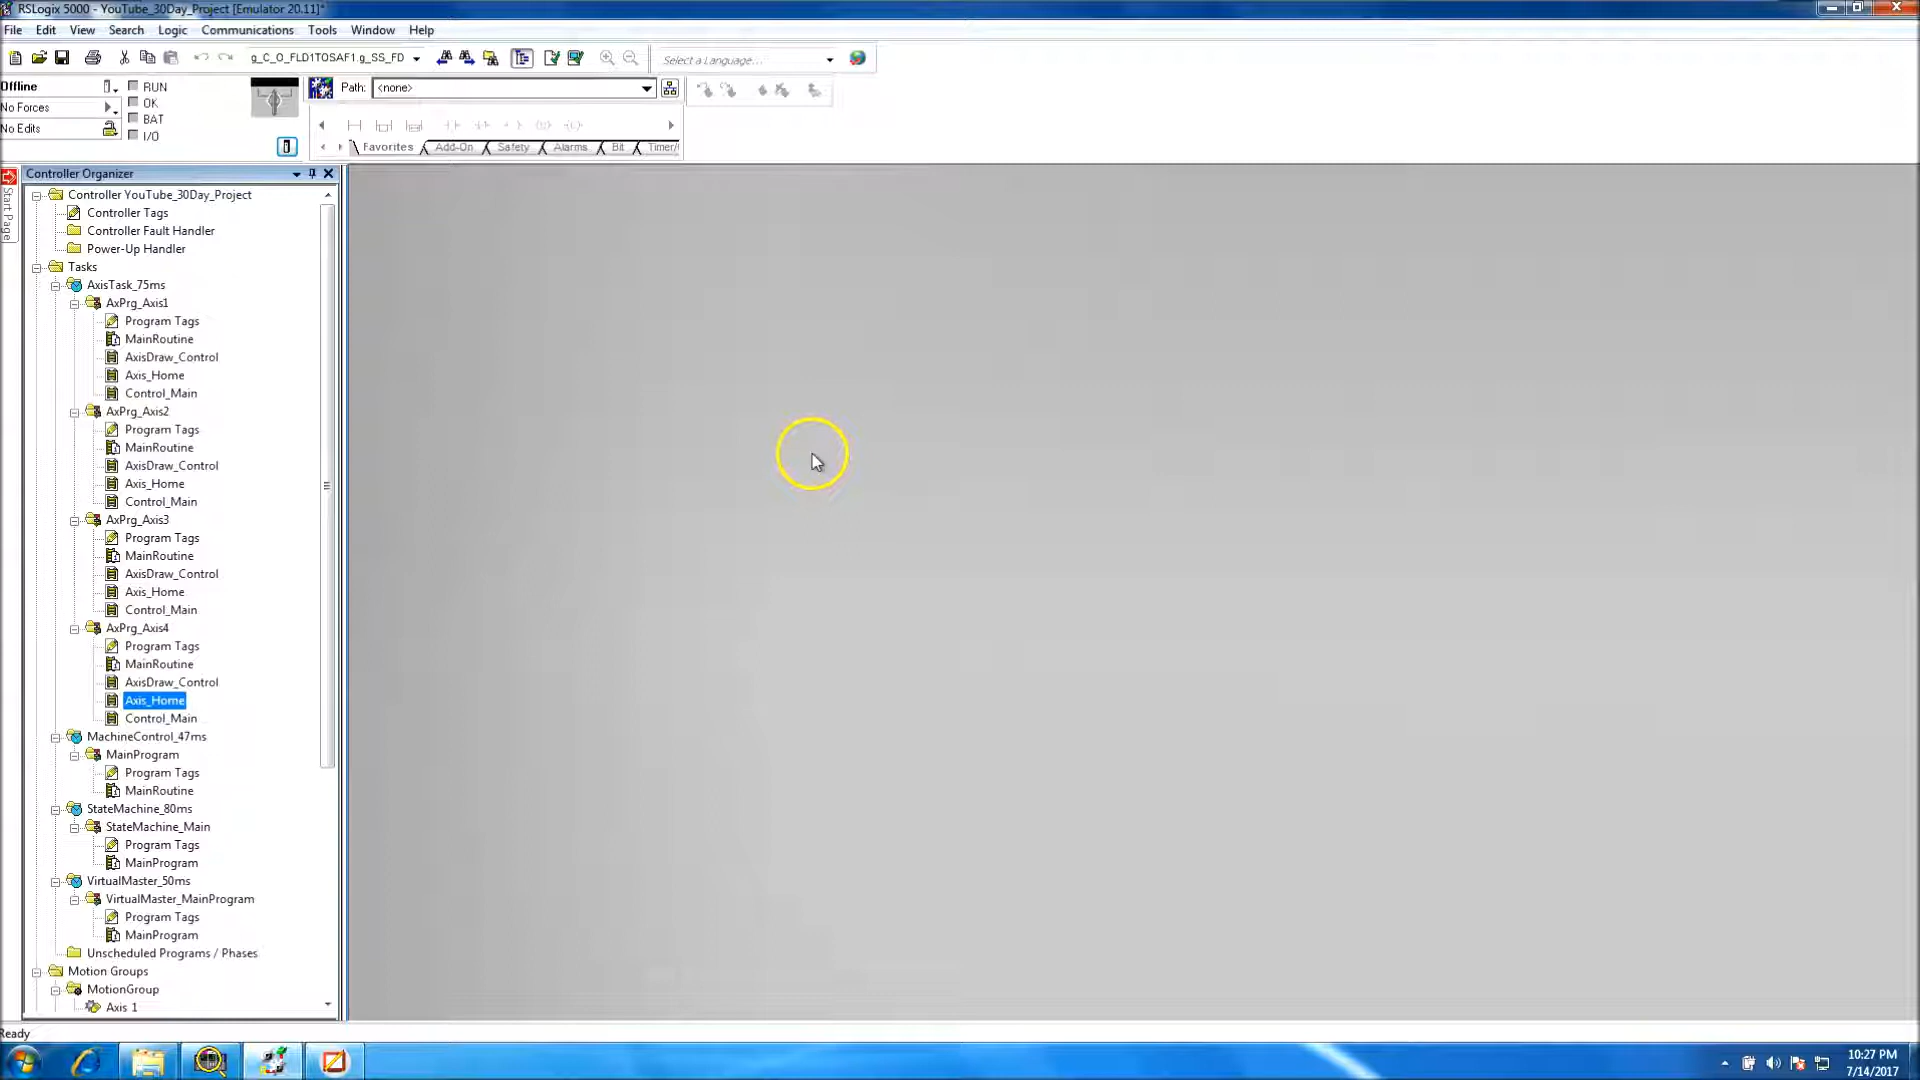 RSLogix 5000 - YouTube_30Day_Project [Emulator 20.11]*
File Edit View Search Logic Communications Tools Window Help
g_C_O_FLD1TOSAF1.g_SS_FD
Select a Language...
Offline
RUN
Path: <none>
No Forces
OK
BAT
No Edits
I/O
Favorites Add-On Safety Alarms Bit Timer/
Start Page
Controller Organizer
Controller YouTube_30Day_Project
Controller Tags
Controller Fault Handler
Power-Up Handler
Tasks
AxisTask_75ms
AxPrg_Axis1
Program Tags
MainRoutine
AxisDraw_Control
Axis_Home
Control_Main
AxPrg_Axis2
Program Tags
MainRoutine
AxisDraw_Control
Axis_Home
Control_Main
AxPrg_Axis3
Program Tags
MainRoutine
AxisDraw_Control
Axis_Home
Control_Main
AxPrg_Axis4
Program Tags
MainRoutine
AxisDraw_Control
Axis_Home
Control_Main
MachineControl_47ms
MainProgram
Program Tags
MainRoutine
StateMachine_80ms
StateMachine_Main
Program Tags
MainProgram
VirtualMaster_50ms
VirtualMaster_MainProgram
Program Tags
MainProgram
Unscheduled Programs / Phases
Motion Groups
MotionGroup
Axis 1
Ready
10:27 PM
7/14/2017